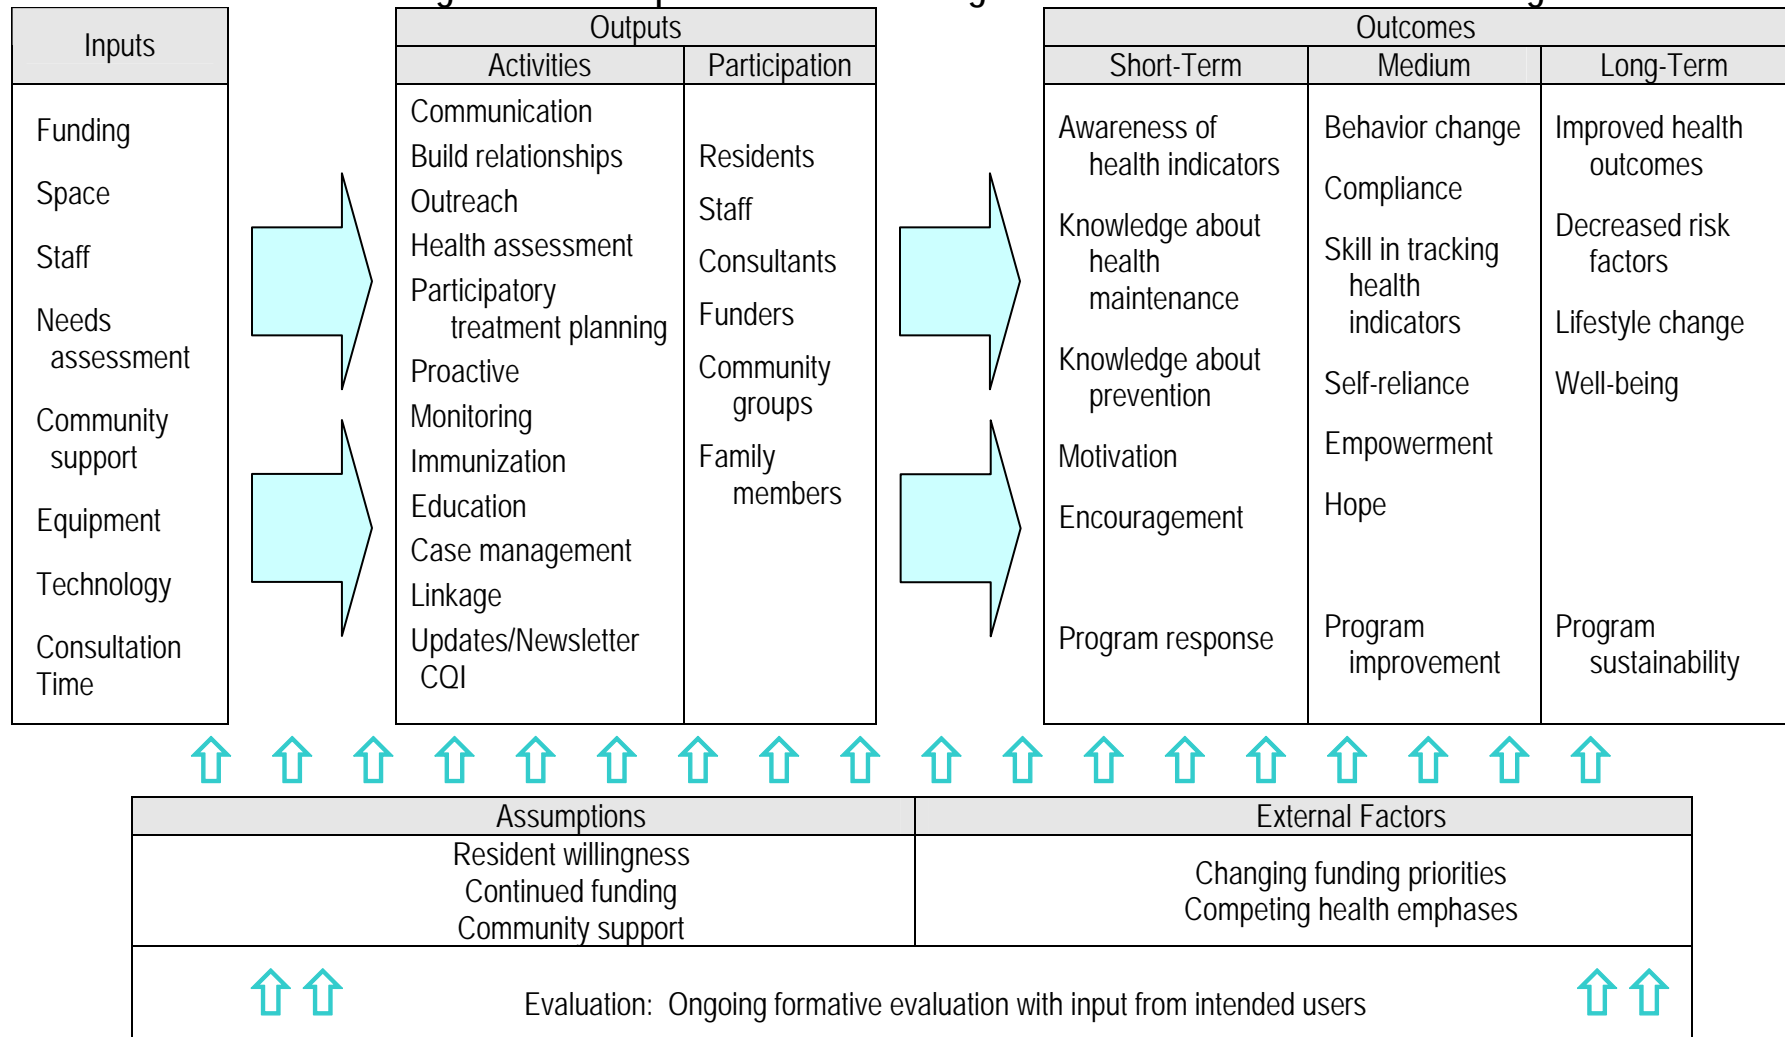 Inputs
Funding
Space
Staff
Needs
assessment
Community
support
Equipment
Technology
Consultation
Time
Outputs
Activities
Participation
Communication
Build relationships
Outreach
Health assessment
Participatory
treatment planning
Proactive
Monitoring
Immunization
Education
Case management
Linkage
Updates/Newsletter
CQI
Residents
Staff
Consultants
Funders
Community
groups
Family
members
Outcomes
Short-Term
Medium
Long-Term
Awareness of
health indicators
Knowledge about
health
maintenance
Knowledge about
prevention
Motivation
Encouragement
Program response
Behavior change
Compliance
Skill in tracking
health
indicators
Self-reliance
Empowerment
Hope
Program
improvement
Improved health
outcomes
Decreased risk
factors
Lifestyle change
Well-being
Program
sustainability
Assumptions
Resident willingness
Continued funding
Community support
External Factors
Changing funding priorities
Competing health emphases
Evaluation: Ongoing formative evaluation with input from intended users